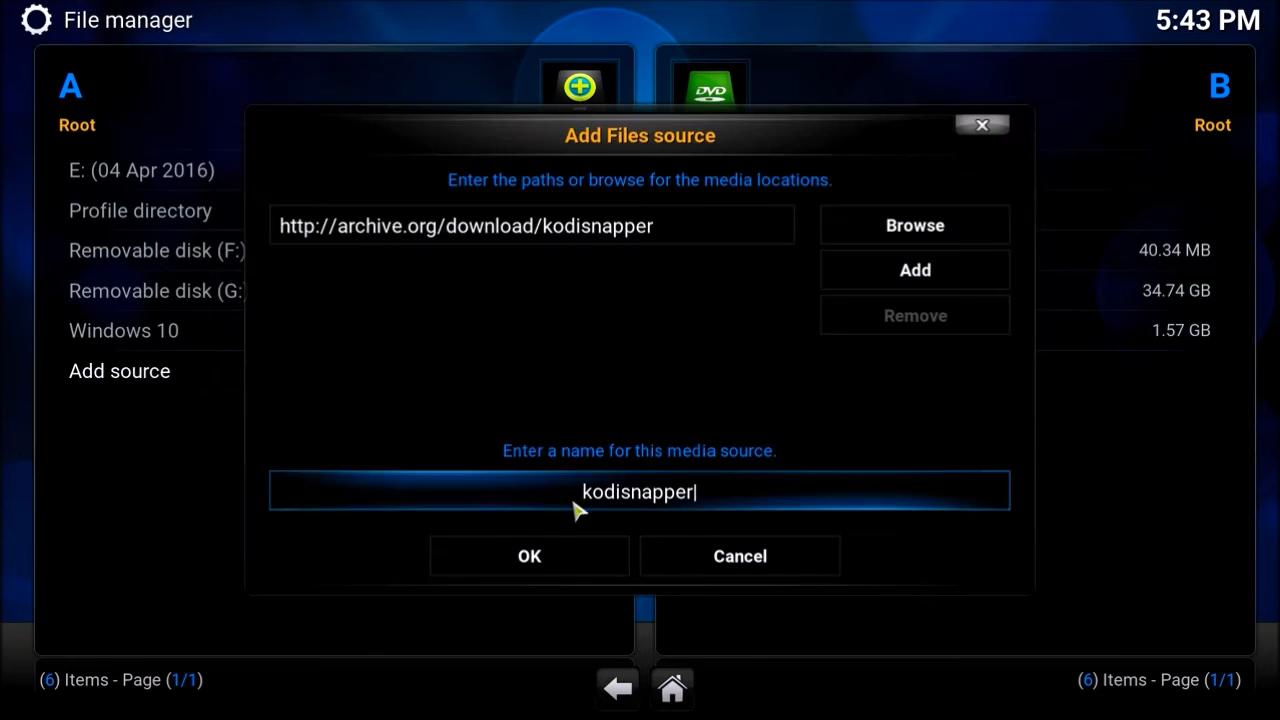 File manager
5:43 PM
A
B
DVD
Root
Root
Add Files source
Enter the paths or browse for the media locations.
E: (04 Apr 2016)
Profile directory
http://archive.org/download/kodisnapper
Browse
Removable disk (F:)
40.34 MB
Add
Removable disk (G:
34.74 GB
Remove
Windows 10
1.57 GB
Add source
Enter a name for this media source.
kodisnapper
OK
Cancel
(6) Items - Page (1/1)
(6) Items - Page (1/1)